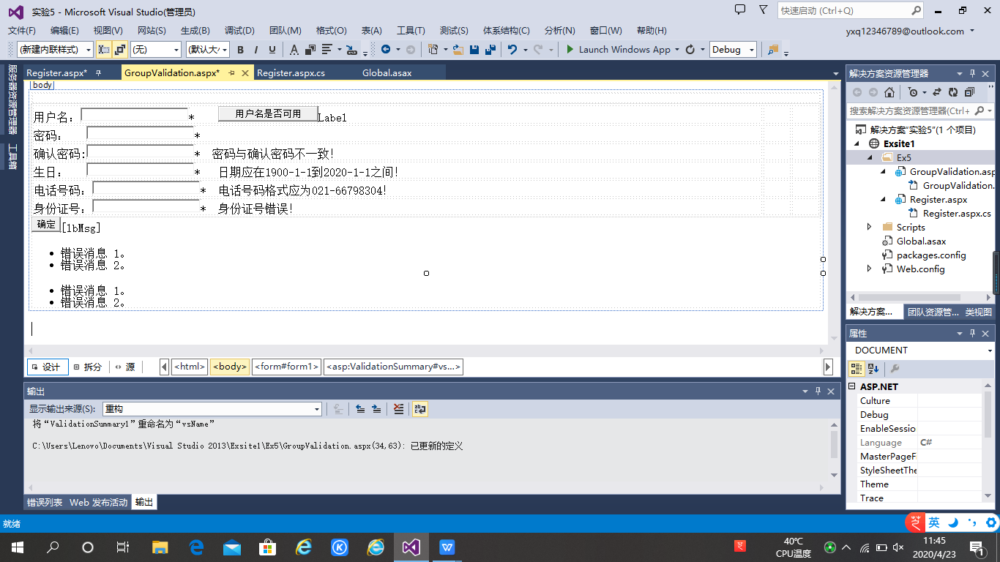 实验5 - Microsoft Visual Studio(管理员)
快速启动 (Ctrl+Q)
文件(F) 编辑(E) 视图(V) 网站(S) 生成(B) 调试(D) 团队(M) 格式(O) 表(A) 工具(T) 测试(S) 体系结构(C) 分析(N) 窗口(W) 帮助(H)
yxq12346789@outlook.com
(新建内联样式) (无) (默认大小 B I U A Launch Windows App Debug
服务器资源管理器
工具箱
Register.aspx* GroupValidation.aspx* Register.aspx.cs Global.asax
body
用户名: * 用户名是否可用 Label
密码: *
确认密码: * 密码与确认密码不一致!
生日: * 日期应在1900-1-1到2020-1-1之间!
电话号码: * 电话号码格式应为021-66798304!
身份证号: * 身份证号错误!
确定 [lbMsg]
错误消息 1。
错误消息 2。
错误消息 1。
错误消息 2。
设计 拆分 源 <html> <body> <form#form1> <asp:ValidationSummary#vs...>
输出
显示输出来源(S): 重构
将“ValidationSummary1”重命名为“vsName”
C:\Users\Lenovo\Documents\Visual Studio 2013\Exsite1\Ex5\GroupValidation.aspx(34,63): 已更新的定义
错误列表 Web 发布活动 输出
就绪
解决方案资源管理器
搜索解决方案资源管理器(Ctrl+
解决方案“实验5”(1 个项目)
Exsite1
Ex5
GroupValidation.asp
GroupValidation.
Register.aspx
Register.aspx.cs
Scripts
Global.asax
packages.config
Web.config
解决方案... 团队资源管... 类视图
属性
DOCUMENT
ASP.NET
Culture
Debug
EnableSessio
Language C#
MasterPageF
StyleSheetThe
Theme
Trace
英
40℃
CPU温度
11:45
2020/4/23
1